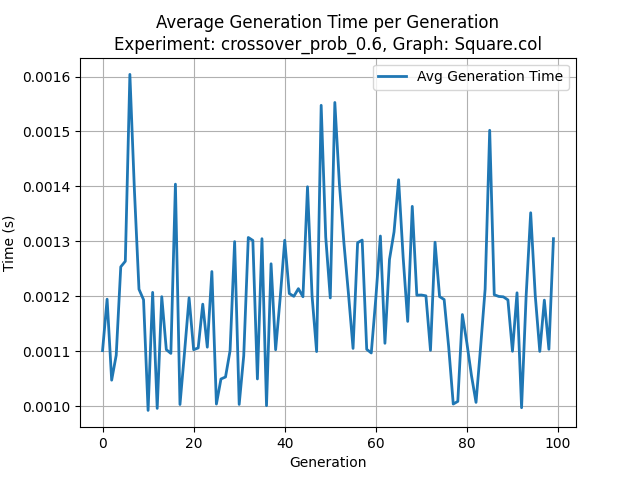 Average Generation Time per Generation
Experiment: crossover_prob_0.6, Graph: Square.col
Avg Generation Time
Time (s)
0.0016
0.0015
0.0014
0.0013
0.0012
0.0011
0.0010
0 20 40 60 80 100
Generation